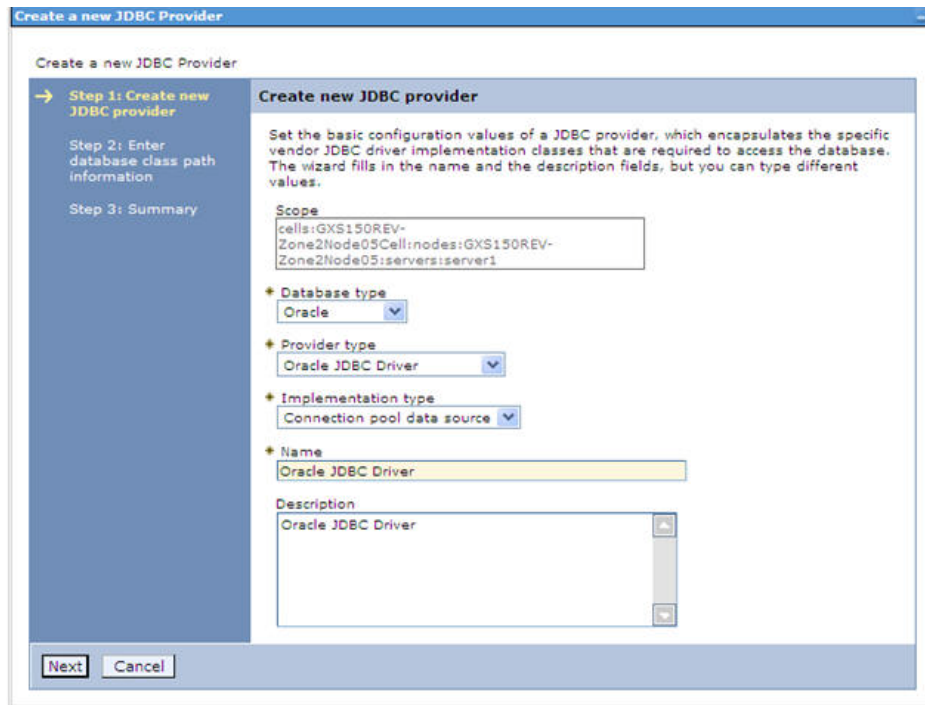 Create a new JDBC Provider
Create a new JDBC Provider
Step 1: Create new
JDBC provider
Step 2: Enter
database class path
information
Step 3: Summary
Create new JDBC provider
Set the basic configuration values of a JDBC provider, which encapsulates the specific
vendor JDBC driver implementation classes that are required to access the database.
The wizard fills in the name and the description fields, but you can type different
values.
Scope
cells:GXS150REV-
Zone2Node05Cell:nodes:GXS150REV-
Zone2Node05:servers:server1
Database type
Oracle
Provider type
Oracle JDBC Driver
Implementation type
Connection pool data source
Name
Oracle JDBC Driver
Description
Oracle JDBC Driver
Next
Cancel